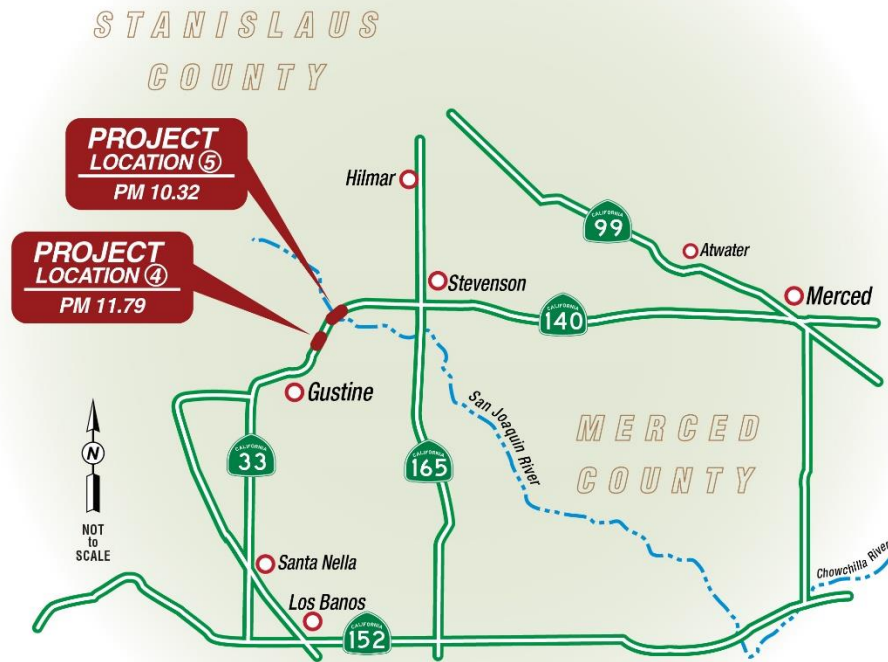 STANISLAUS
COUNTY
PROJECT
LOCATION ⑤
PM 10.32
PROJECT
LOCATION ④
PM 11.79
Hilmar
CALIFORNIA
99
Atwater
Stevenson
Merced
CALIFORNIA
140
Gustine
San Joaquin River
MERCED
COUNTY
CALIFORNIA
33
CALIFORNIA
165
N
NOT
to
SCALE
Santa Nella
Chowchilla River
Los Banos
CALIFORNIA
152